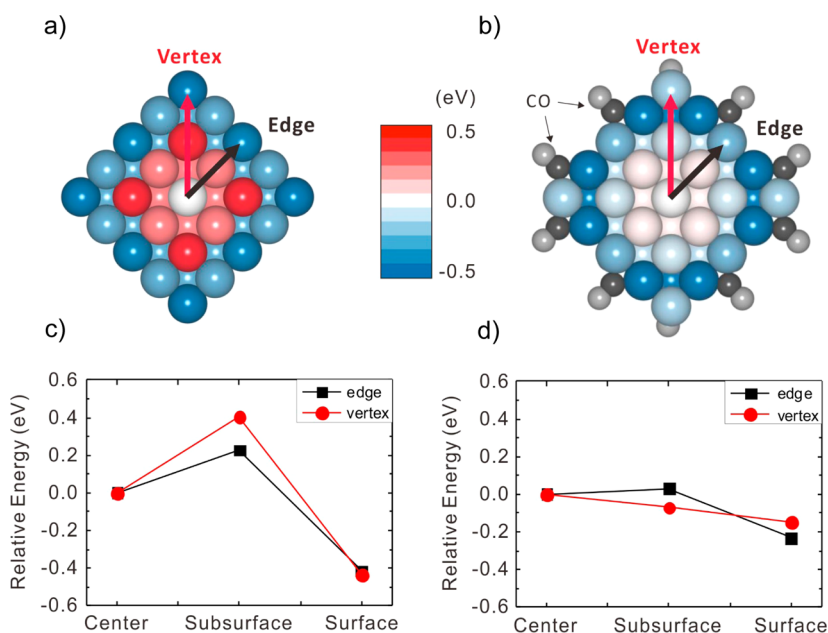 a)
Vertex
Edge
(eV)
0.5
0.0
-0.5
b)
Vertex
CO
Edge
c)
Relative Energy (eV)
0.6
0.4
0.2
0.0
-0.2
-0.4
-0.6
edge
vertex
Center
Subsurface
Surface
d)
Relative Energy (eV)
0.6
0.4
0.2
0.0
-0.2
-0.4
-0.6
edge
vertex
Center
Subsurface
Surface